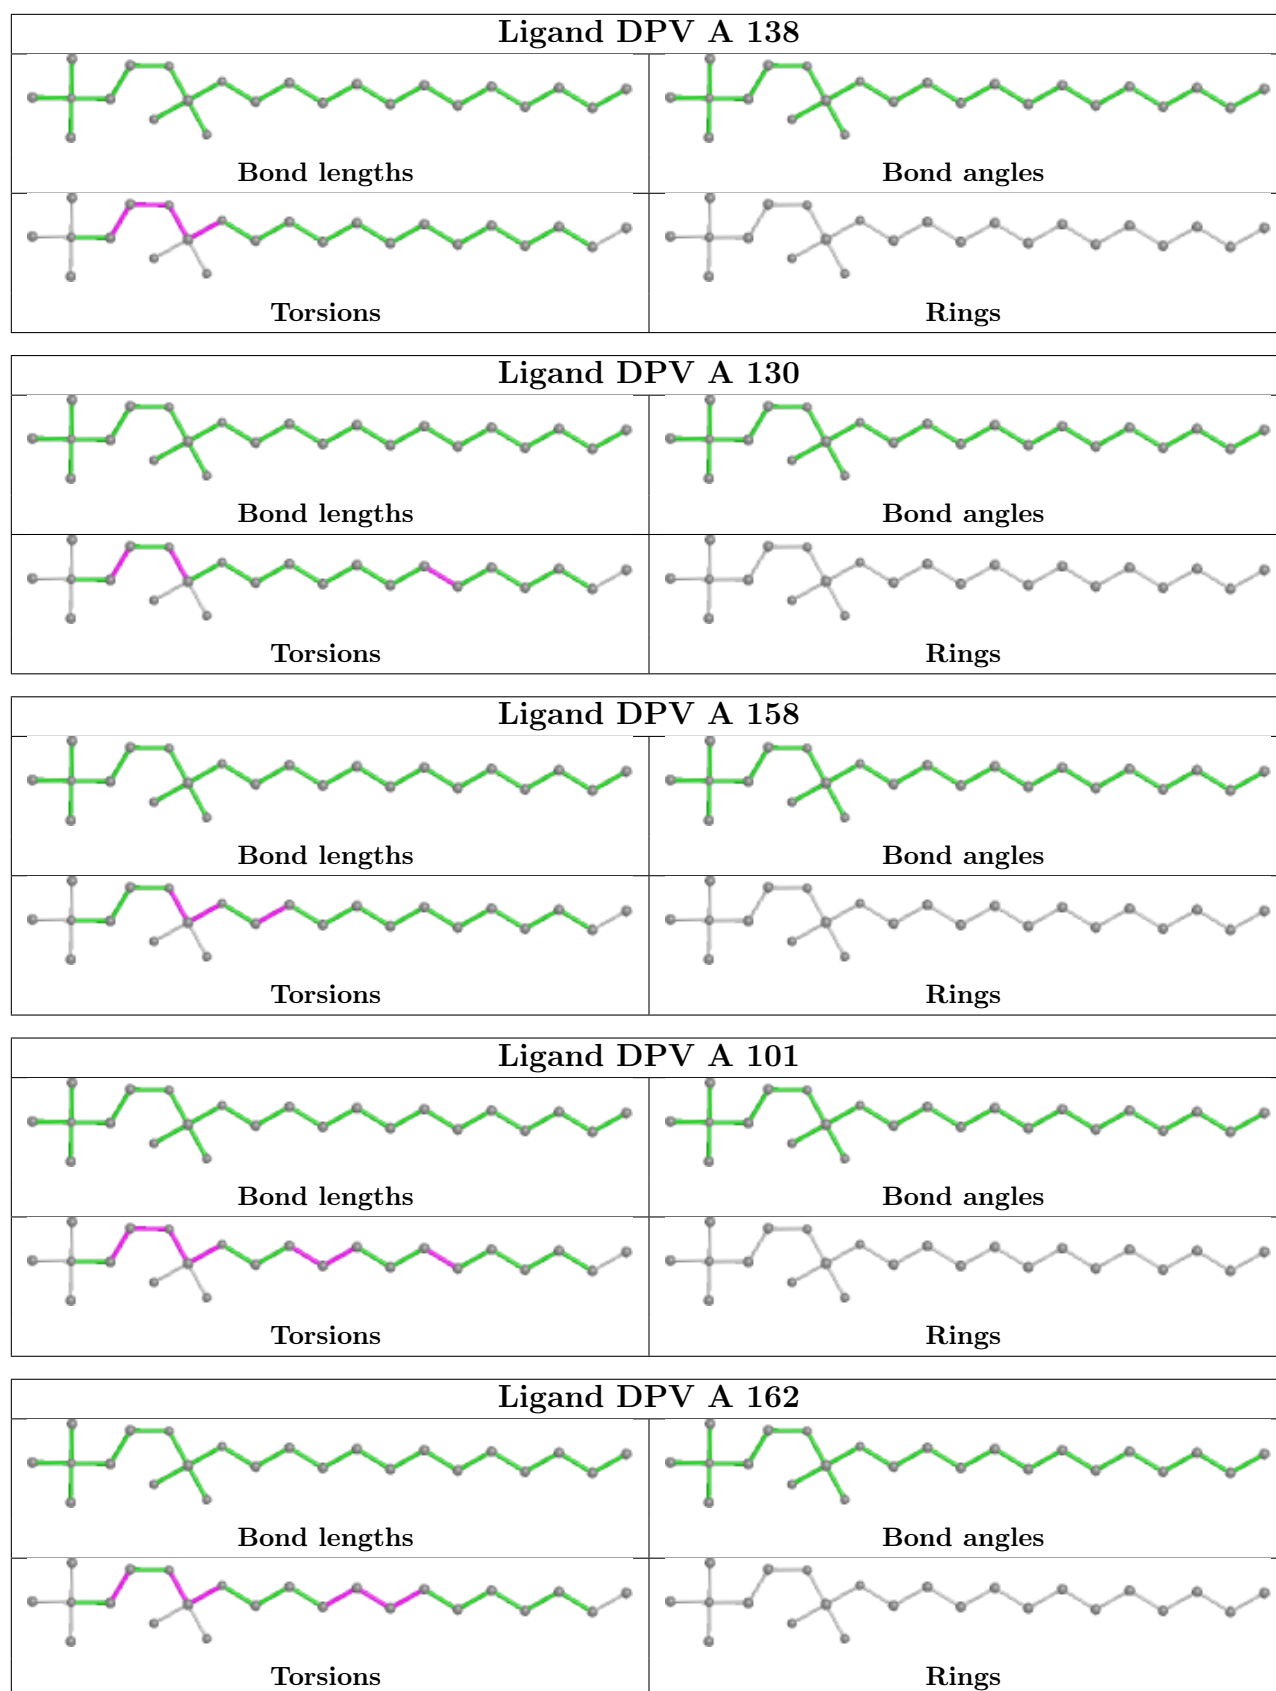 Ligand DPV A 138
Bond lengths
Bond angles
Torsions
Rings
Ligand DPV A 130
Bond lengths
Bond angles
Torsions
Rings
Ligand DPV A 158
Bond lengths
Bond angles
Torsions
Rings
Ligand DPV A 101
Bond lengths
Bond angles
Torsions
Rings
Ligand DPV A 162
Bond lengths
Bond angles
Torsions
Rings